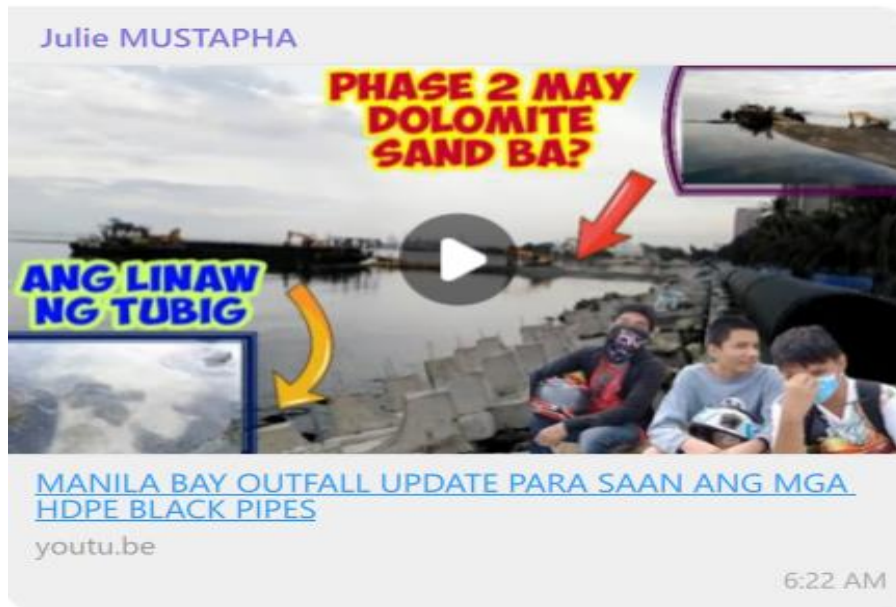 Julie MUSTAPHA
PHASE 2 MAY
DOLOMITE
SAND BA?
ANG LINAW
NG TUBIG
MANILA BAY OUTFALL UPDATE PARA SAAN ANG MGA
HDPE BLACK PIPES
youtu.be
6:22 AM